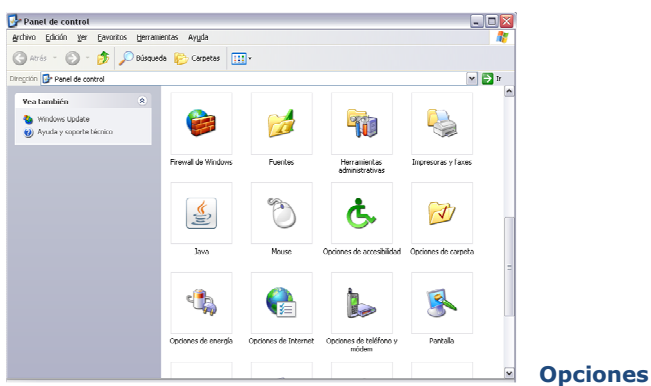 Panel de control
Archivo Edición Ver Favoritos Herramientas Ayuda
Atrás Búsqueda Carpetas
Dirección Panel de control Ir
Vea también
Windows Update
Ayuda y soporte técnico
Firewall de Windows Fuentes Herramientas administrativas Impresoras y faxes
Java Mouse Opciones de accesibilidad Opciones de carpeta
Opciones de energía Opciones de Internet Opciones de teléfono y módem Pantalla
Opciones